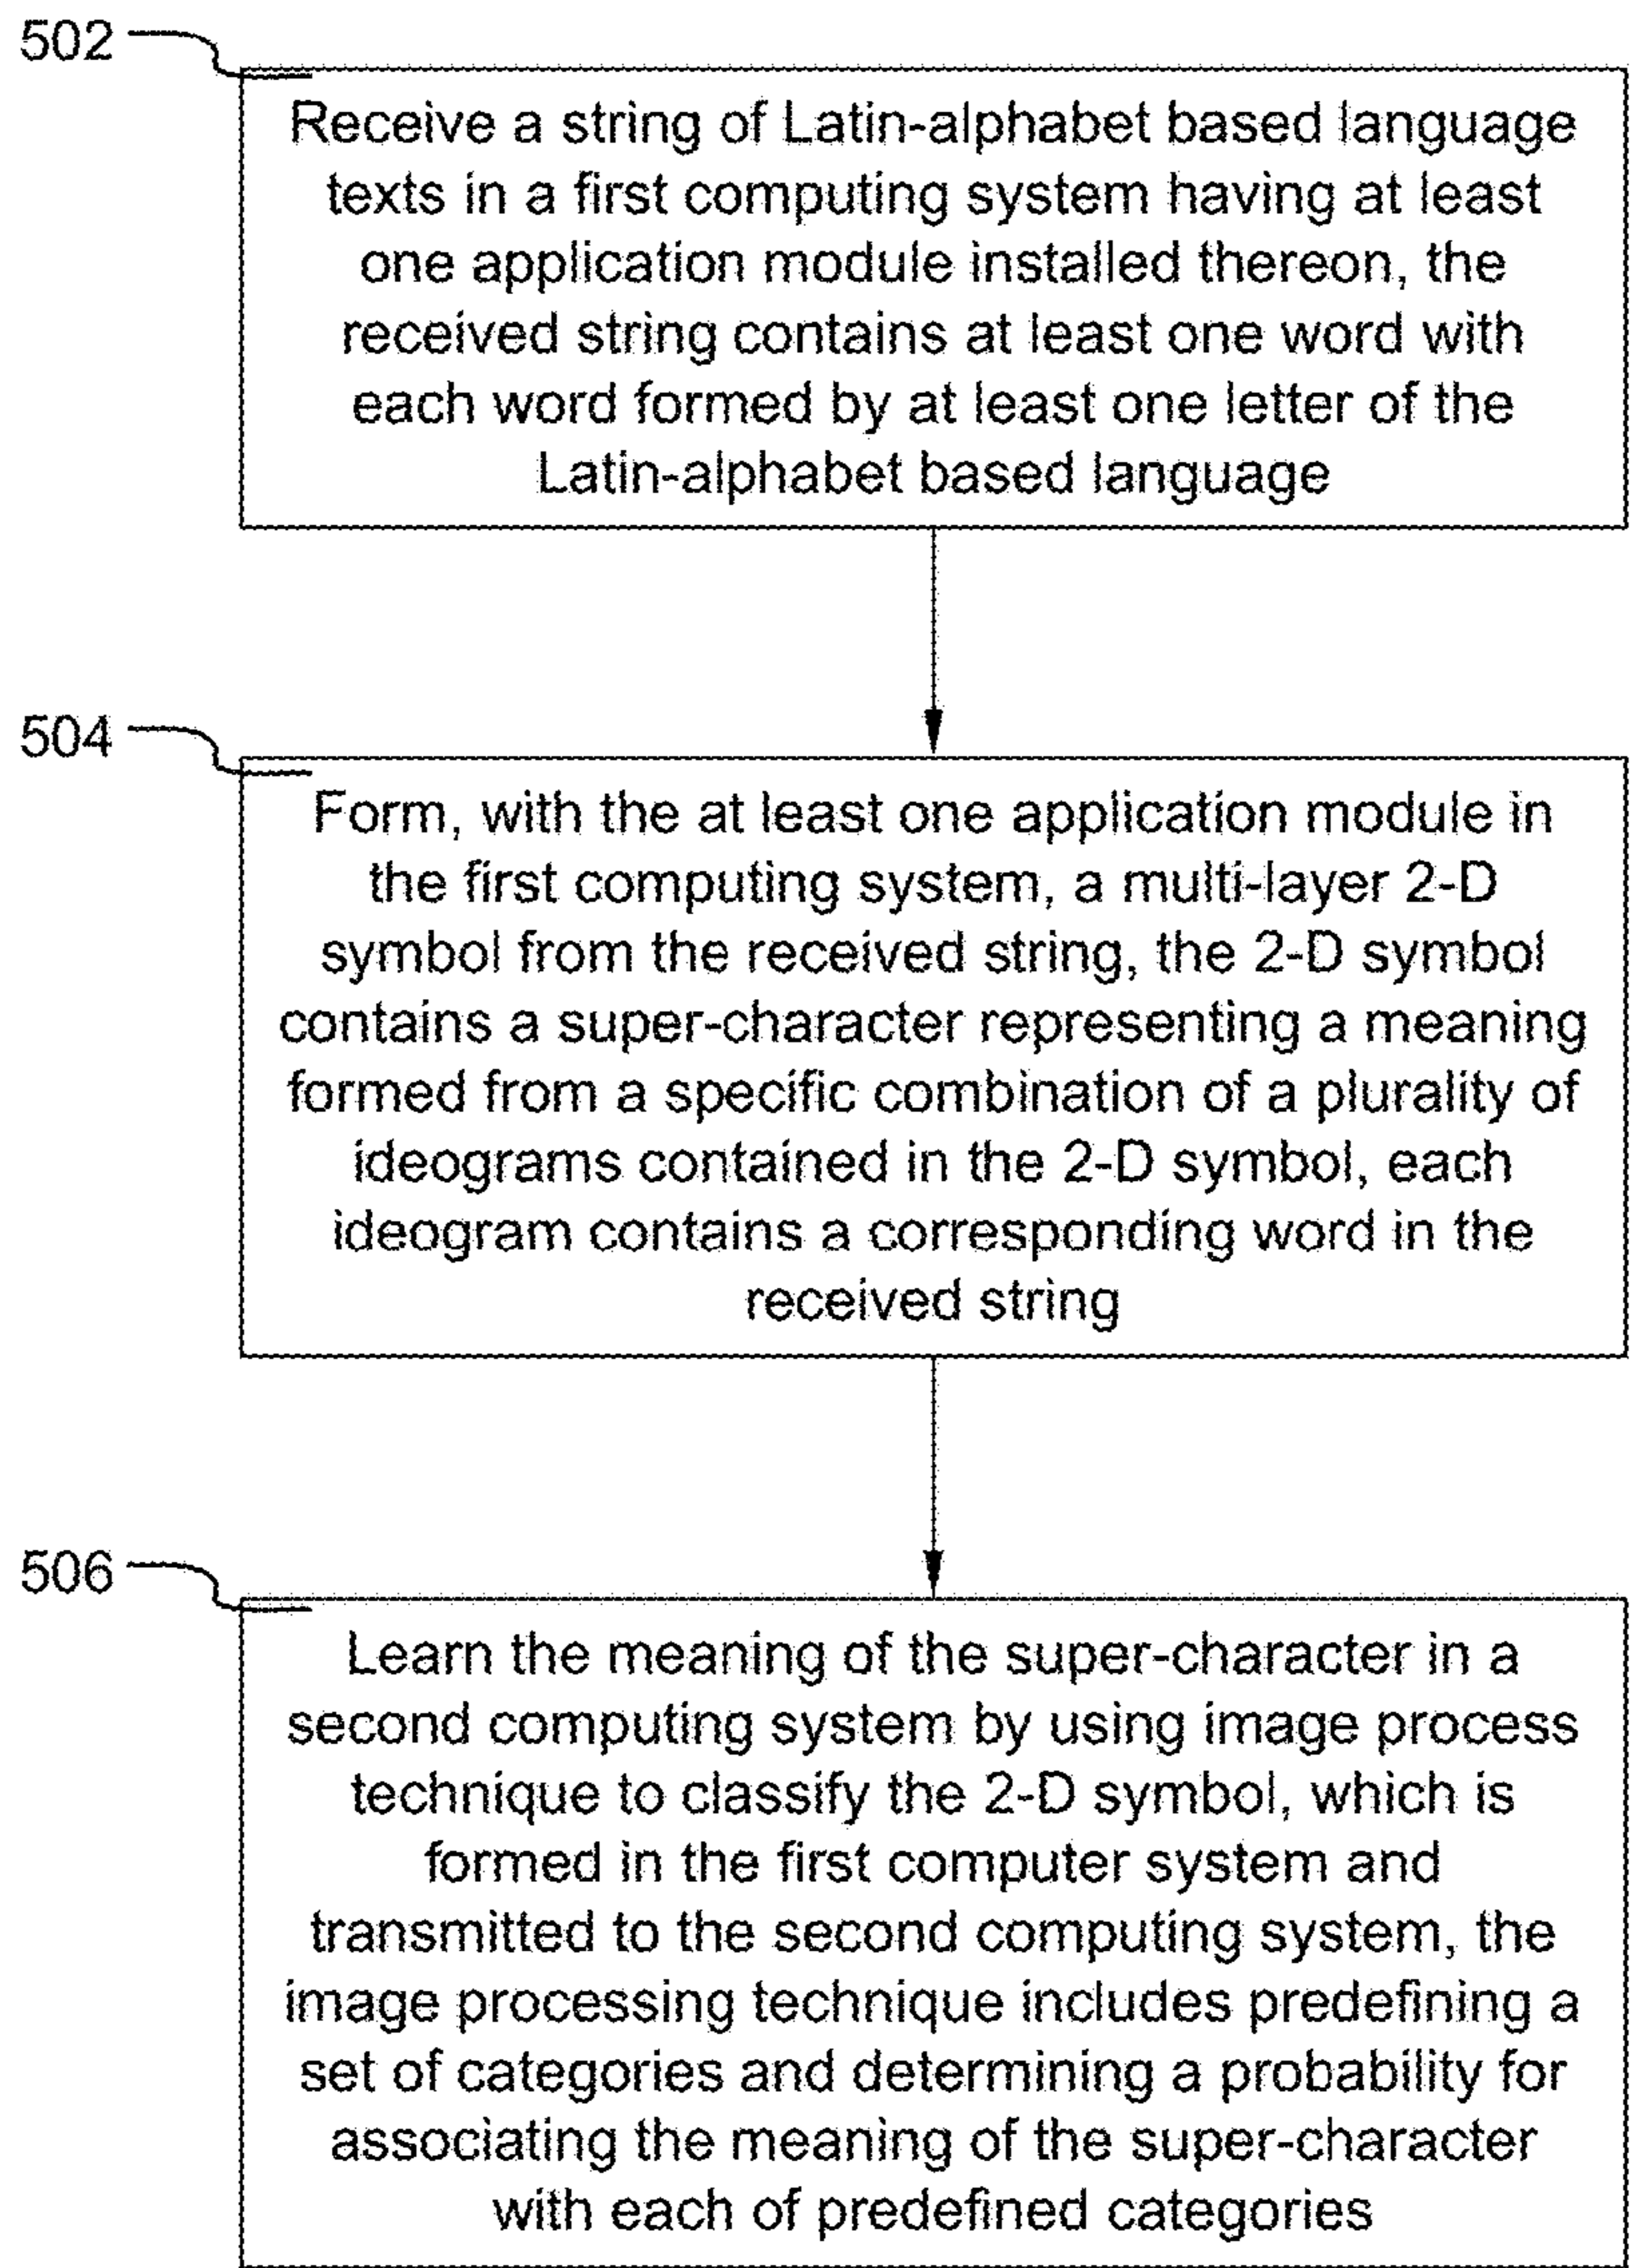 502
Receive a string of Latin-alphabet based language
texts in a first computing system having at least
one application module installed thereon, the
received string contains at least one word with
each word formed by at least one letter of the
Latin-alphabet based language
504
Form, with the at least one application module in
the first computing system, a multi-layer 2-D
symbol from the received string, the 2-D symbol
contains a super-character representing a meaning
formed from a specific combination of a plurality of
ideograms contained in the 2-D symbol, each
ideogram contains a corresponding word in the
received string
506
Learn the meaning of the super-character in a
second computing system by using image process
technique to classify the 2-D symbol, which is
formed in the first computer system and
transmitted to the second computing system, the
image processing technique includes predefining a
set of categories and determining a probability for
associating the meaning of the super-character
with each of predefined categories